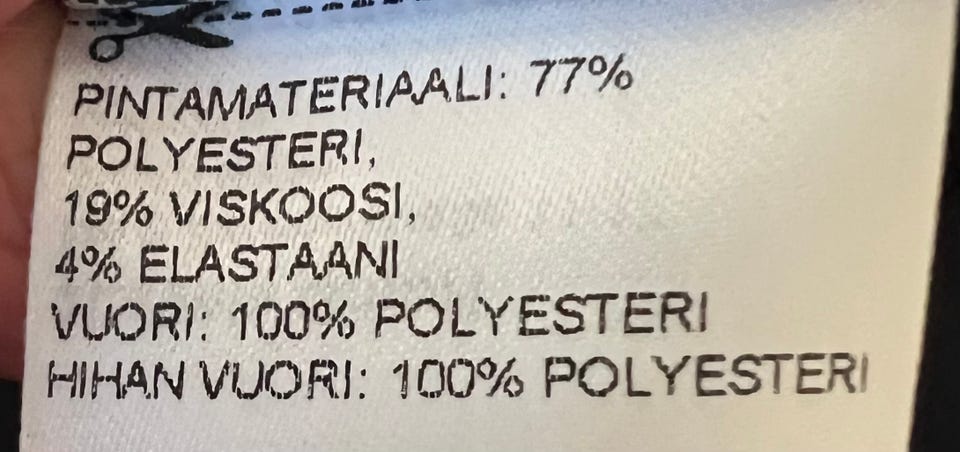 PINTAMATERIAALI: 77%
POLYESTERI,
19% VISKOOSI,
4% ELASTAANI
VUORI: 100% POLYESTERI
HIHAN VUORI: 100% POLYESTERI